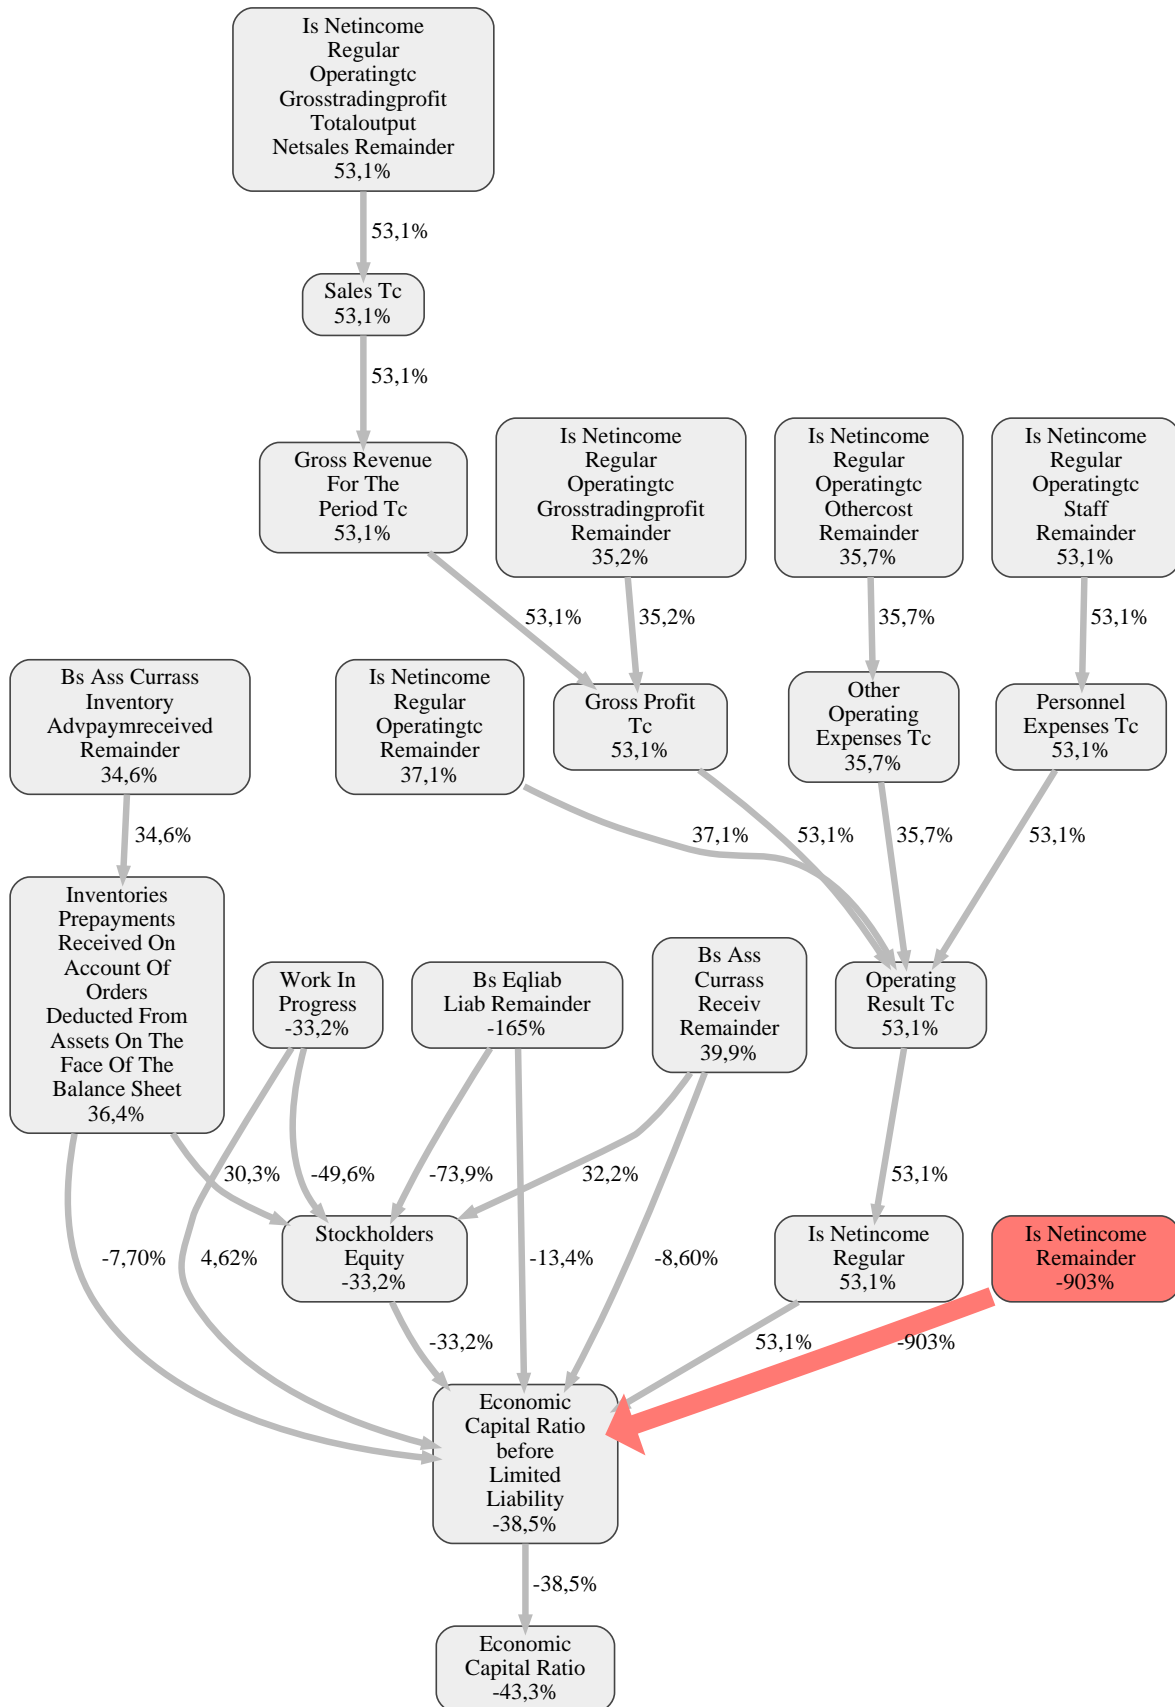 Is Netincome
Regular
Operatingtc
Grosstradingprofit
Totaloutput
Netsales Remainder
53,1%
53,1%
Sales Tc
53,1%
53,1%
Gross Revenue
For The
Period Tc
53,1%
Is Netincome
Regular
Operatingtc
Grosstradingprofit
Remainder
35,2%
Is Netincome
Regular
Operatingtc
Othercost
Remainder
35,7%
Is Netincome
Regular
Operatingtc
Staff
Remainder
53,1%
53,1%
35,2%
35,7%
53,1%
Bs Ass Currass
Inventory
Advpaymreceived
Remainder
34,6%
Is Netincome
Regular
Operatingtc
Remainder
37,1%
Gross Profit
Tc
53,1%
Other
Operating
Expenses Tc
35,7%
Personnel
Expenses Tc
53,1%
34,6%
37,1%
53,1%
35,7%
53,1%
Inventories
Prepayments
Received On
Account Of
Orders
Deducted From
Assets On The
Face Of The
Balance Sheet
36,4%
Work In
Progress
-33,2%
Bs Eqliab
Liab Remainder
-165%
Bs Ass
Currass
Receiv
Remainder
39,9%
Operating
Result Tc
53,1%
30,3%
-49,6%
-73,9%
32,2%
53,1%
-7,70%
4,62%
Stockholders
Equity
-33,2%
-13,4%
-8,60%
Is Netincome
Regular
53,1%
Is Netincome
Remainder
-903%
-33,2%
53,1%
-903%
Economic
Capital Ratio
before
Limited
Liability
-38,5%
-38,5%
Economic
Capital Ratio
-43,3%